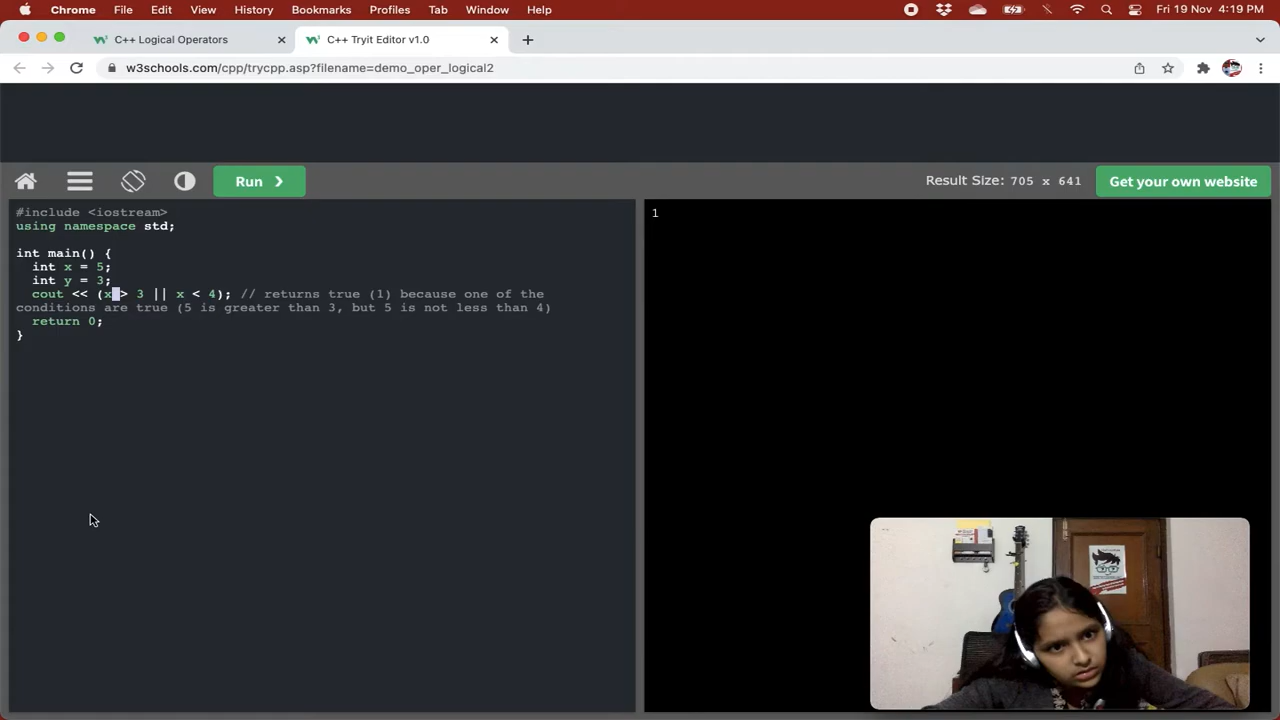 Chrome File Edit View History Bookmarks Profiles Tab Window Help Fri 19 Nov 4:19 PM
C++ Logical Operators C++ Tryit Editor v1.0
w3schools.com/cpp/trycpp.asp?filename=demo_oper_logical2
Run ❯ Result Size: 705 x 641 Get your own website
#include <iostream>
using namespace std;
int main() {
int x = 5;
int y = 3;
cout << (x > 3 || x < 4); // returns true (1) because one of the
conditions are true (5 is greater than 3, but 5 is not less than 4)
return 0;
}
1